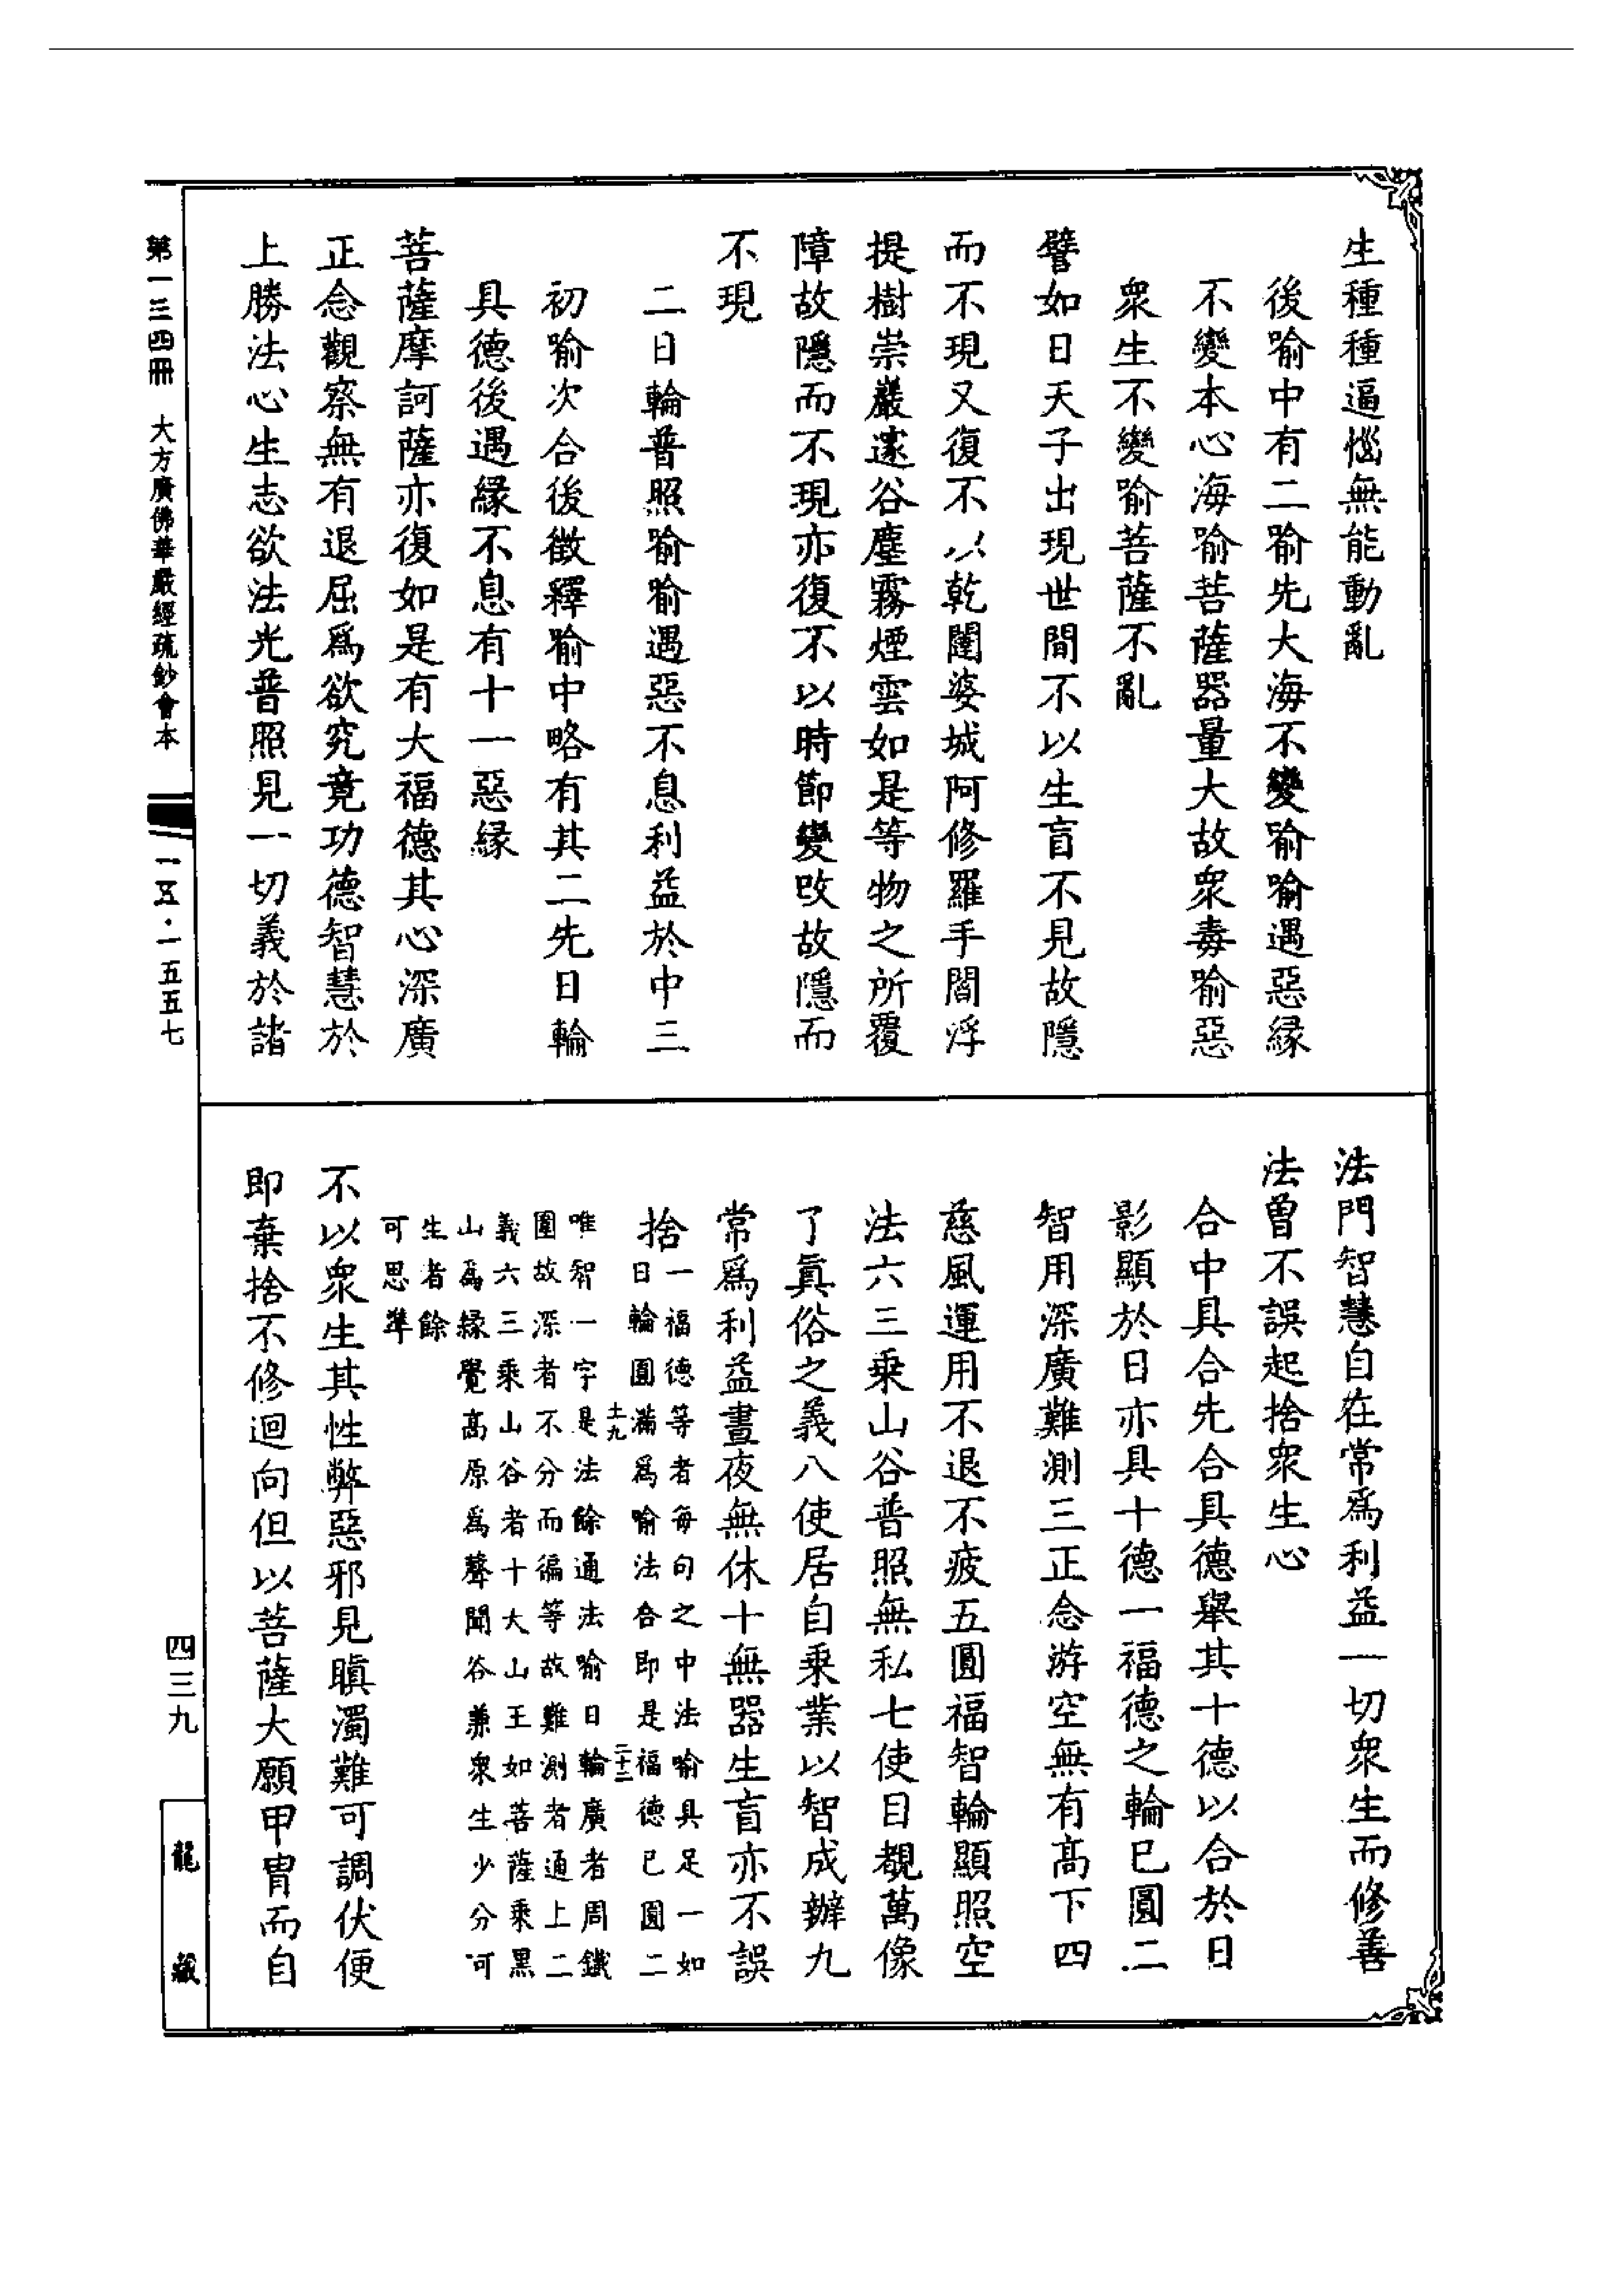 生種種逼惱無能動亂
後喻中有二喻先大海不變喻喻遇惡緣
不變本心海喻菩薩器量大故衆毒喻惡
衆生不變喻菩薩不亂
譬如日天子出現世間不以生盲不見故隱
而不現又復不以乾闥婆城阿修羅手閻浮
提樹崇巖邃谷塵霧煙雲如是等物之所覆
障故隱而不現亦復不以時節變改故隱而
不現
二日輪普照喻喻遇惡不息利益於中三
初喻次合後徵釋喻中略有其二先日輪
具德後遇緣不息有十一惡緣
菩薩摩訶薩亦復如是有大福德其心深廣
正念觀察無有退屈爲欲究竟功德智慧於
上勝法心生志欲法光普照見一切義於諸
法門智慧自在常爲利益一切衆生而修善
法曾不誤起捨衆生心
合中具合先合具德舉其十德以合於日
影顯於日亦具十德一福德之輪已圓二
智用深廣難測三正念游空無有高下四
慈風運用不退不疲五圓福智輪顯照空
法六三乘山谷普照無私七使目覩萬像
了真俗之義八使居自乘業以智成辦九
常爲利益晝夜無休十無器生盲亦不誤
捨一福德等者每句之中法喻具足一如
日輪圓滿爲喻法合即是福德已圓二
十九
二十二
唯智一字是法餘通法喻日輪廣者周鐵
圍故深者不分而徧等故難測者通上二
義六三乘山谷者十大山王如菩薩乘黑
山爲緣覺高原爲聲聞谷兼衆生少分可
生者餘
可思準
不以衆生其性弊惡邪見瞋濁難可調伏便
即棄捨不修迴向但以菩薩大願甲冑而自
第一三四冊　大方廣佛華嚴經疏鈔會本
一五·一五五七
四三九
龍藏